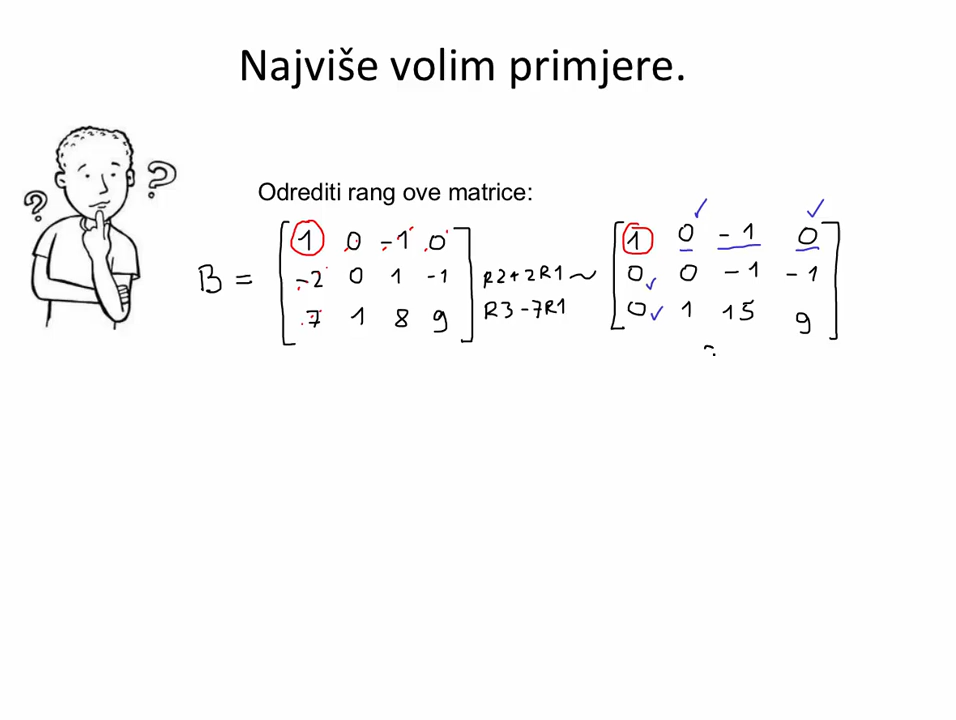 Najviše volim primjere.
? ?
Odrediti rang ove matrice:
B = [ 1 0 -1 0 ] [ 1 0 -1 0 ]
-2 0 1 -1 R2+2R1 ~ 0 0 -1 -1
7 1 8 9 R3-7R1 0 1 15 9